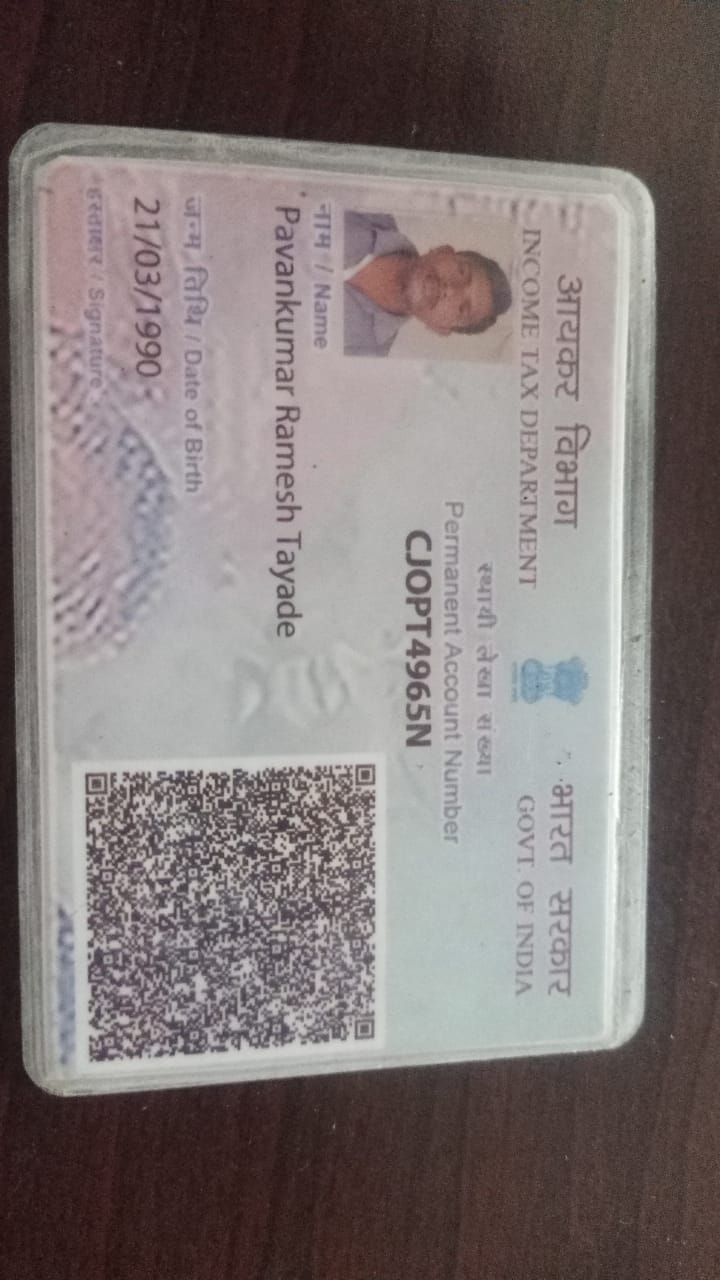 आयकर विभाग
INCOME TAX DEPARTMENT
भारत सरकार
GOVT. OF INDIA
स्थायी लेखा संख्या
Permanent Account Number
CJOPT4965N
नाम / Name
Pavankumar Ramesh Tayade
जन्म तिथि / Date of Birth
21/03/1990
हस्ताक्षर / Signature